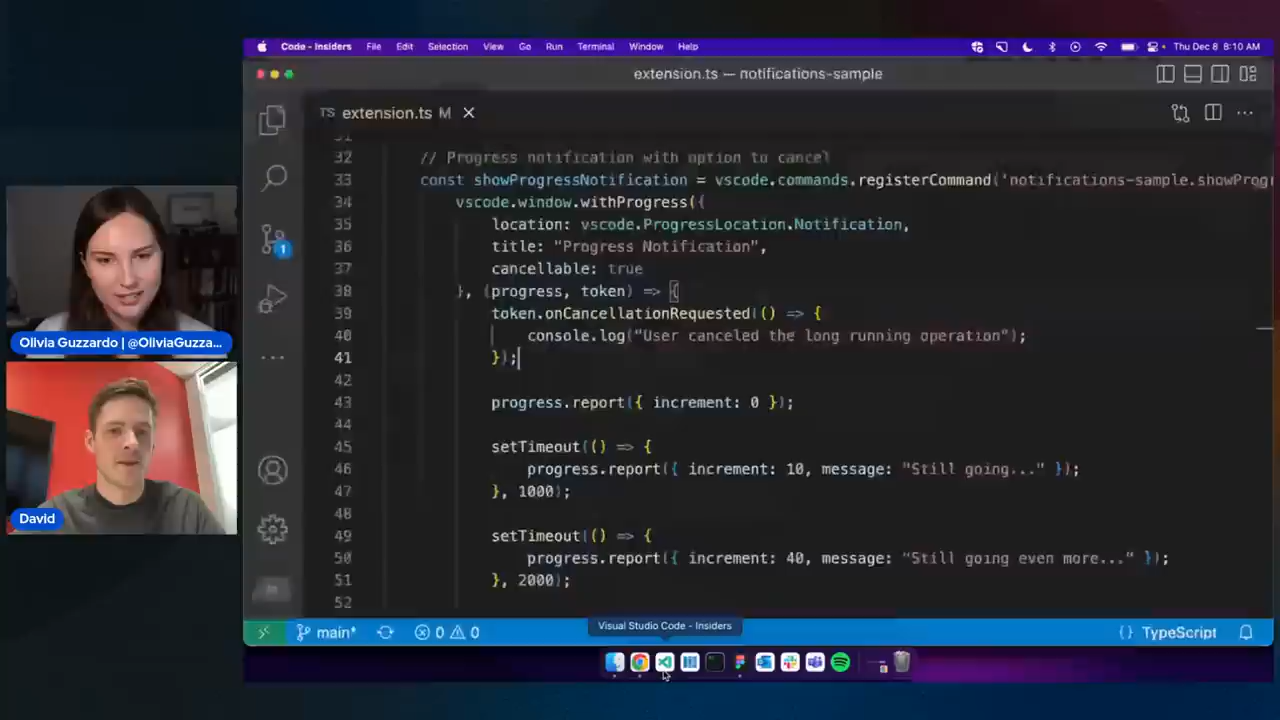 Code - Insiders File Edit Selection View Go Run Terminal Window Help Thu Dec 8 8:10 AM
extension.ts — notifications-sample
TS extension.ts M
31
32 // Progress notification with option to cancel
33 const showProgressNotification = vscode.commands.registerCommand('notifications-sample.showProgr
34 vscode.window.withProgress({
35 location: vscode.ProgressLocation.Notification,
36 title: "Progress Notification",
37 cancellable: true
38 }, (progress, token) => {
39 token.onCancellationRequested(() => {
40 console.log("User canceled the long running operation");
41 });
42
43 progress.report({ increment: 0 });
44
45 setTimeout(() => {
46 progress.report({ increment: 10, message: "Still going..." });
47 }, 1000);
48
49 setTimeout(() => {
50 progress.report({ increment: 40, message: "Still going even more..." });
51 }, 2000);
52
1
Olivia Guzzardo | @OliviaGuzza...
David
Visual Studio Code - Insiders
main* 0 0 {} TypeScript